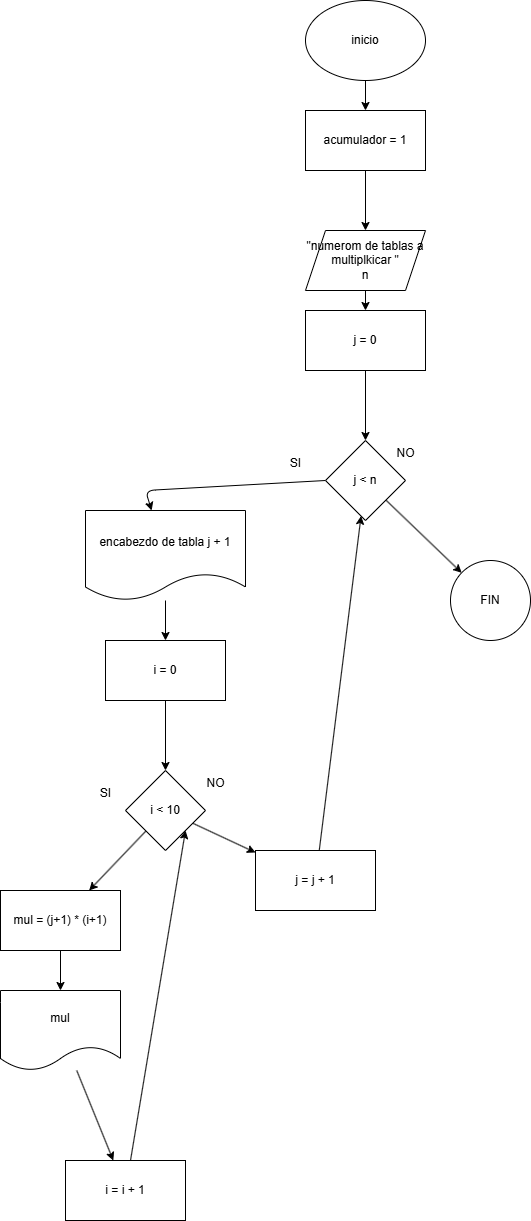 inicio
acumulador = 1
"numerom de tablas a
multiplkicar "
n
j = 0
j < n
SI
NO
encabezdo de tabla j + 1
FIN
i = 0
i < 10
SI
NO
j = j + 1
mul = (j+1) * (i+1)
mul
i = i + 1